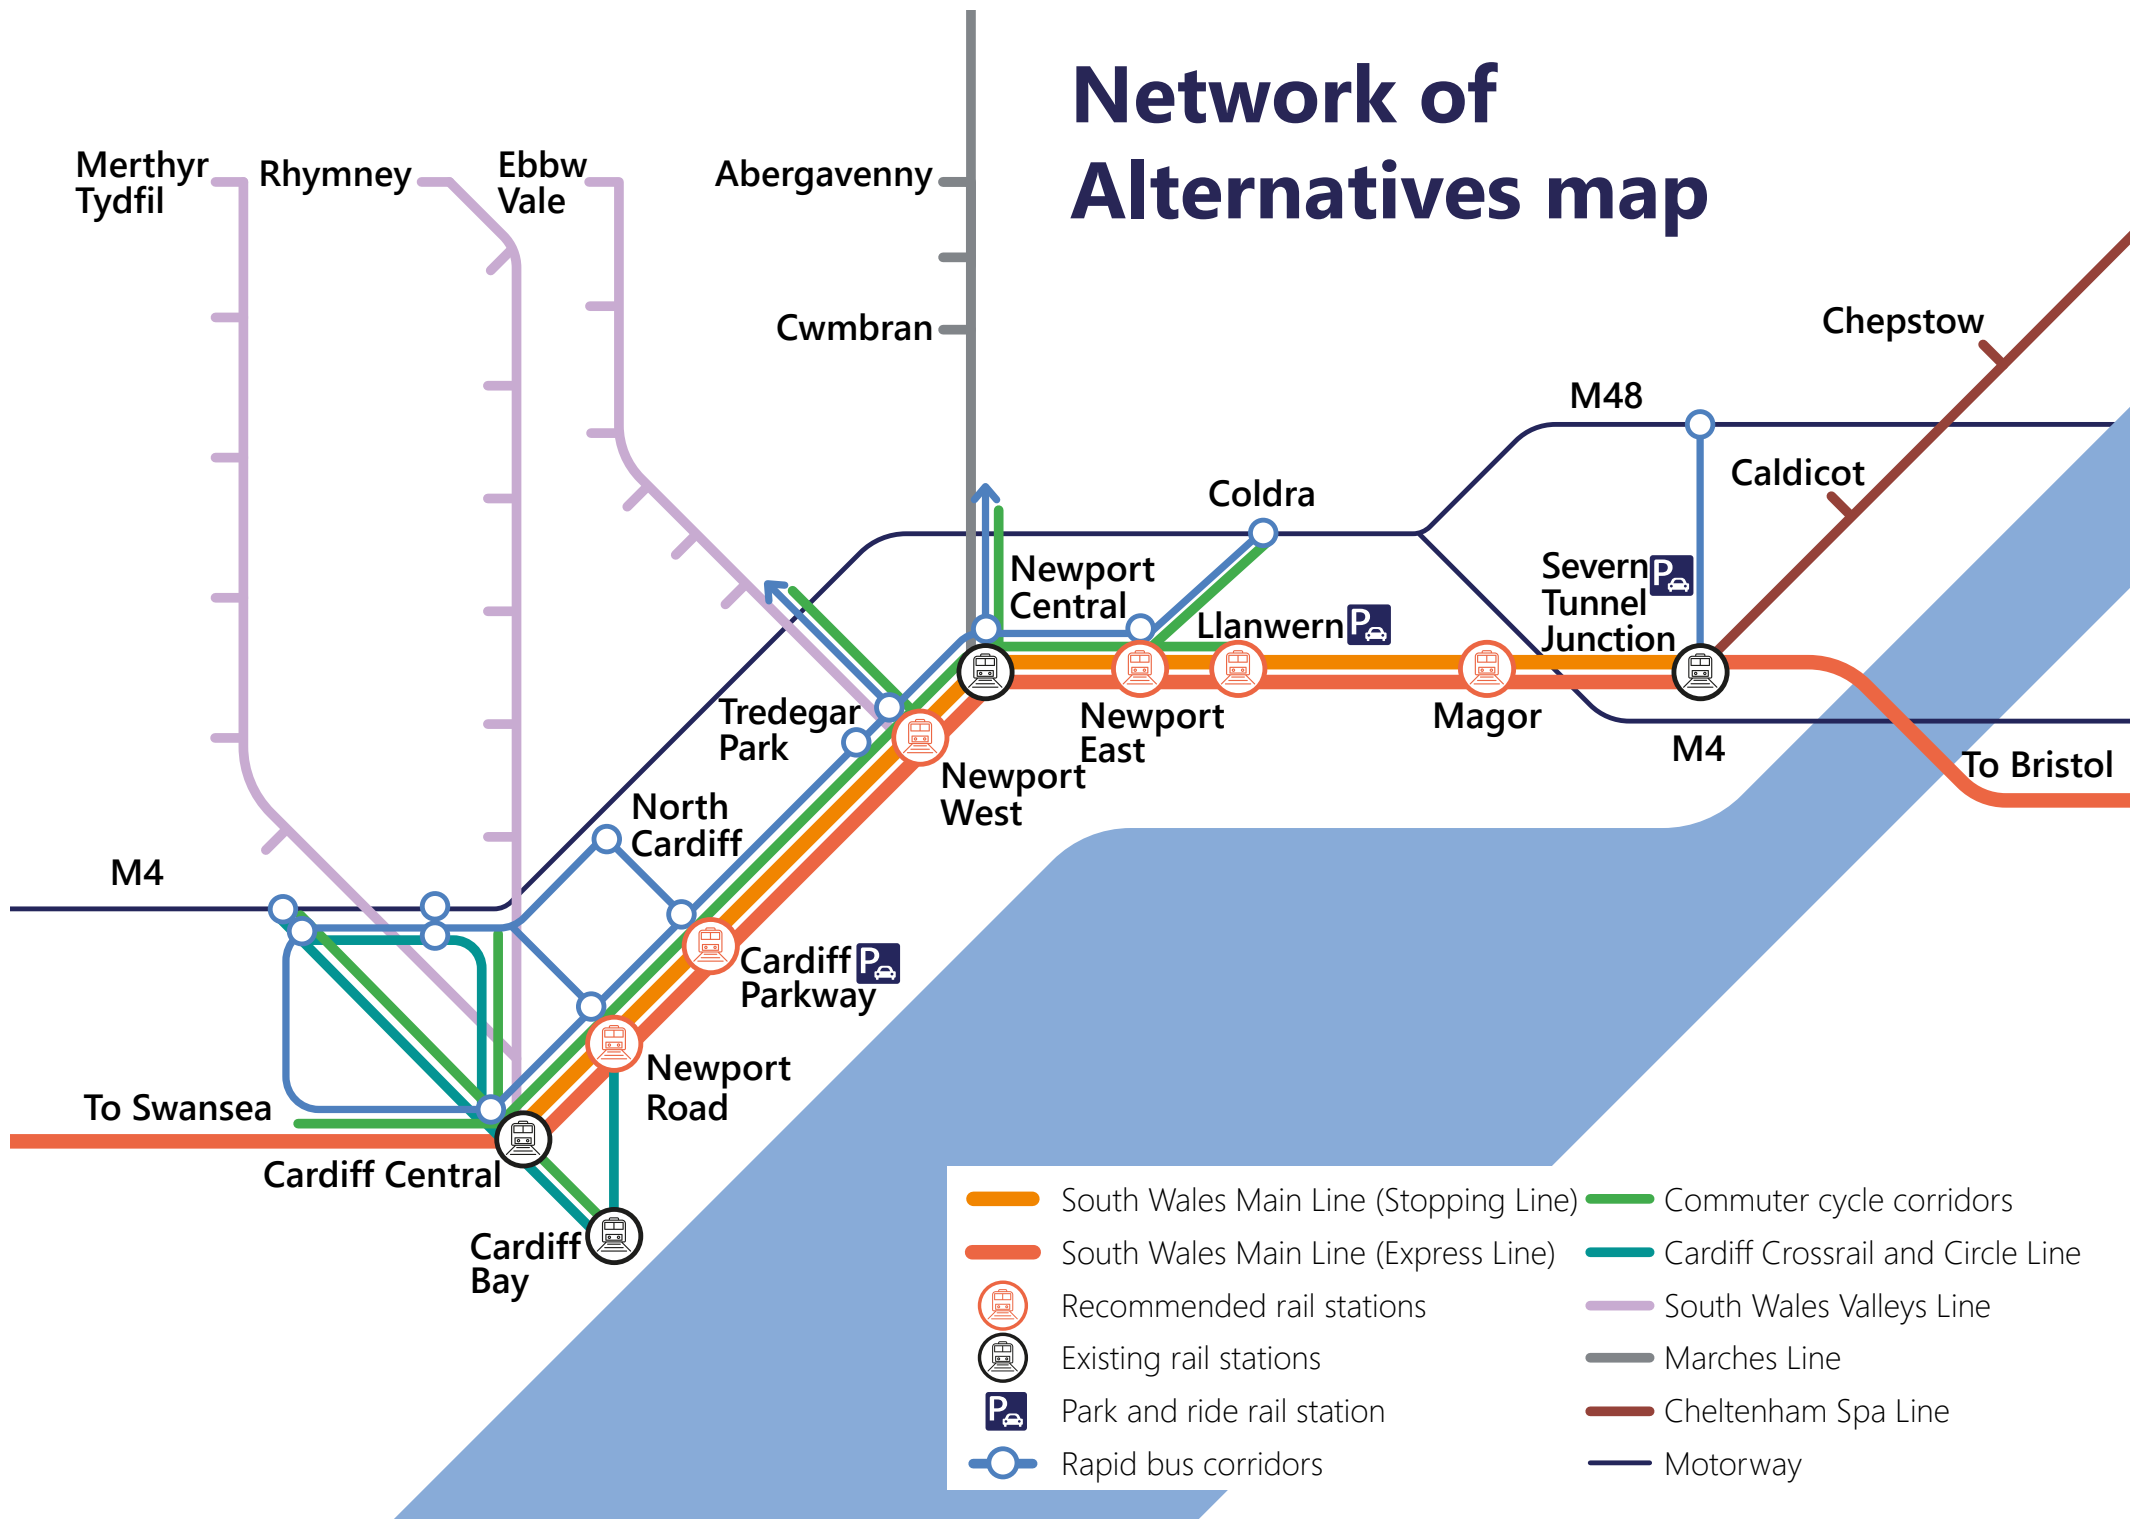 Network of
Alternatives map
Merthyr
Tydfil
Rhymney
Ebbw
Vale
Abergavenny
Cwmbran
Chepstow
M48
Caldicot
Coldra
Newport
Central
Severn
Tunnel
Junction
P
Llanwern
P
Tredegar
Park
Newport
East
Magor
M4
To Bristol
Newport
West
North
Cardiff
M4
Cardiff
Parkway
P
Newport
Road
To Swansea
Cardiff Central
Cardiff
Bay
South Wales Main Line (Stopping Line)
South Wales Main Line (Express Line)
Recommended rail stations
Existing rail stations
P
Park and ride rail station
Rapid bus corridors
Commuter cycle corridors
Cardiff Crossrail and Circle Line
South Wales Valleys Line
Marches Line
Cheltenham Spa Line
Motorway